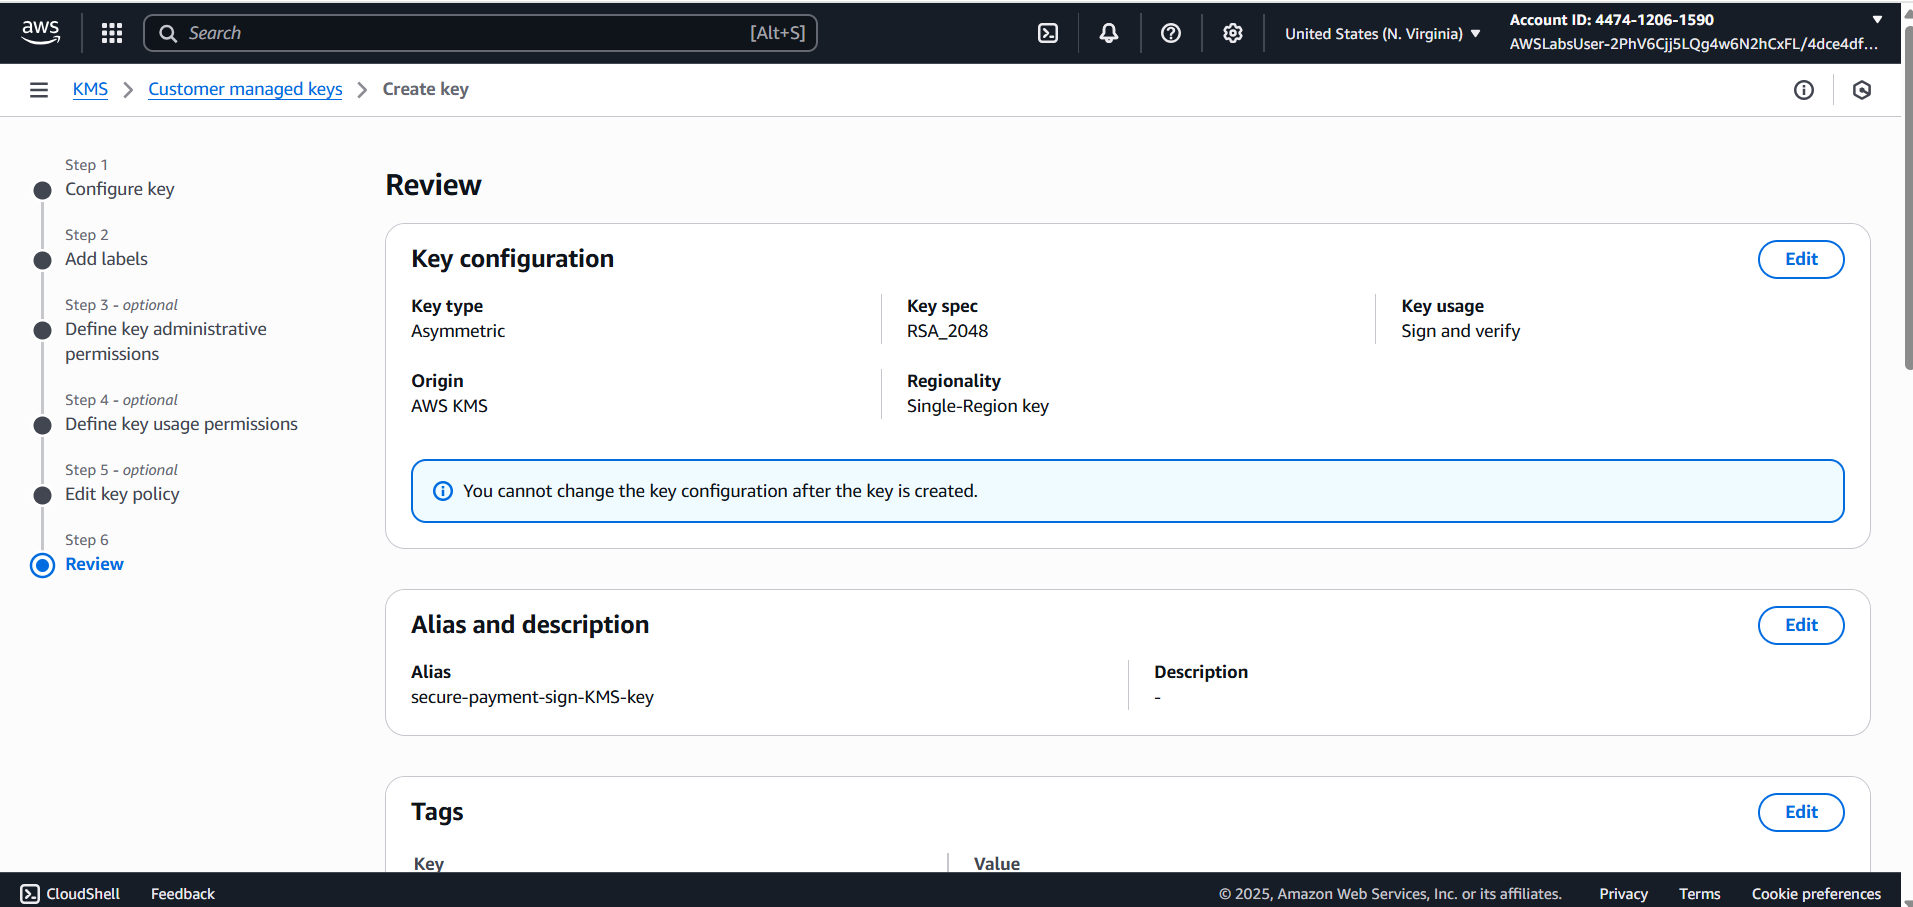 aws
Search
[Alt+S]
United States (N. Virginia)
Account ID: 4474-1206-1590
AWSLabsUser-2PhV6Cjj5LQg4w6N2hCxFL/4dce4df...
KMS
Customer managed keys
Create key
Step 1
Configure key
Step 2
Add labels
Step 3 - optional
Define key administrative
permissions
Step 4 - optional
Define key usage permissions
Step 5 - optional
Edit key policy
Step 6
Review
Review
Key configuration
Edit
Key type
Asymmetric
Key spec
RSA_2048
Key usage
Sign and verify
Origin
AWS KMS
Regionality
Single-Region key
You cannot change the key configuration after the key is created.
Alias and description
Edit
Alias
secure-payment-sign-KMS-key
Description
-
Tags
Edit
Key
Value
CloudShell
Feedback
© 2025, Amazon Web Services, Inc. or its affiliates.
Privacy
Terms
Cookie preferences